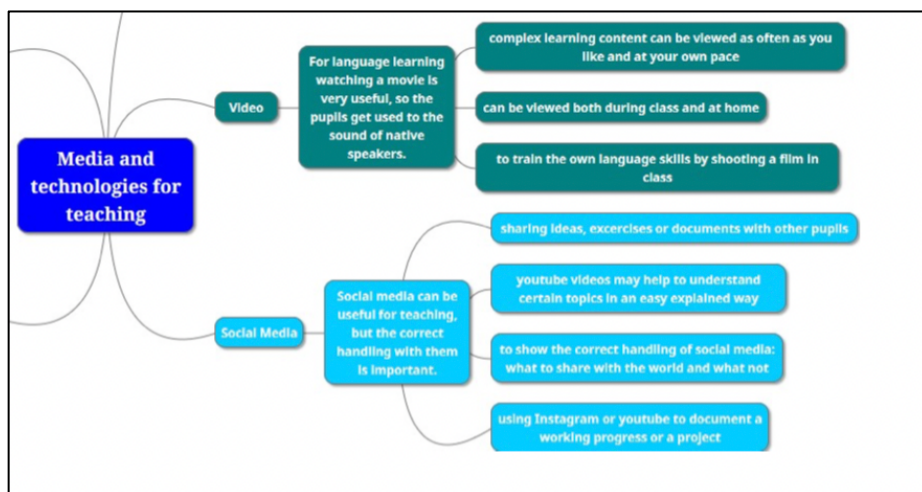 Media and
technologies for
teaching
Video
For language learning
watching a movie is
very useful, so the
pupils get used to the
sound of native
speakers.
complex learning content can be viewed as often as you
like and at your own pace
can be viewed both during class and at home
to train the own language skills by shooting a film in
class
Social Media
Social media can be
useful for teaching,
but the correct
handling with them
is important.
sharing ideas, excercises or documents with other pupils
youtube videos may help to understand
certain topics in an easy explained way
to show the correct handling of social media:
what to share with the world and what not
using Instagram or youtube to document a
working progress or a project